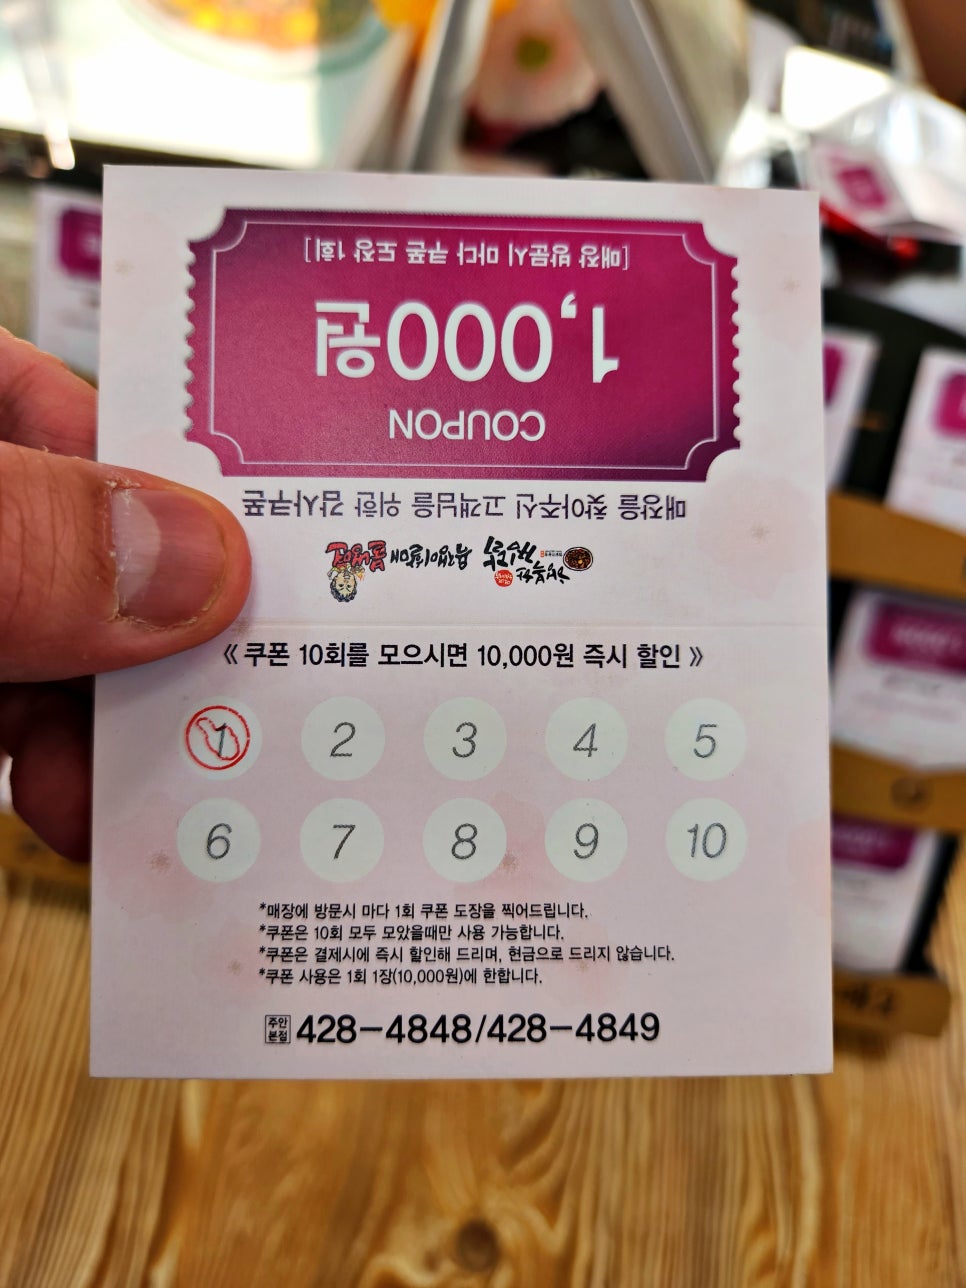 [매장 방문시 마다 쿠폰 도장 1회]
1,000원
COUPON
매장을 찾아주신 고객님을 위한 감사쿠폰
《 쿠폰 10회를 모으시면 10,000원 즉시 할인 》
1 2 3 4 5
6 7 8 9 10
*매장에 방문시 마다 1회 쿠폰 도장을 찍어드립니다.
*쿠폰은 10회 모두 모았을때만 사용 가능합니다.
*쿠폰은 결제시에 즉시 할인해 드리며, 현금으로 드리지 않습니다.
*쿠폰 사용은 1회 1장(10,000원)에 한합니다.
주안본점 428-4848/428-4849